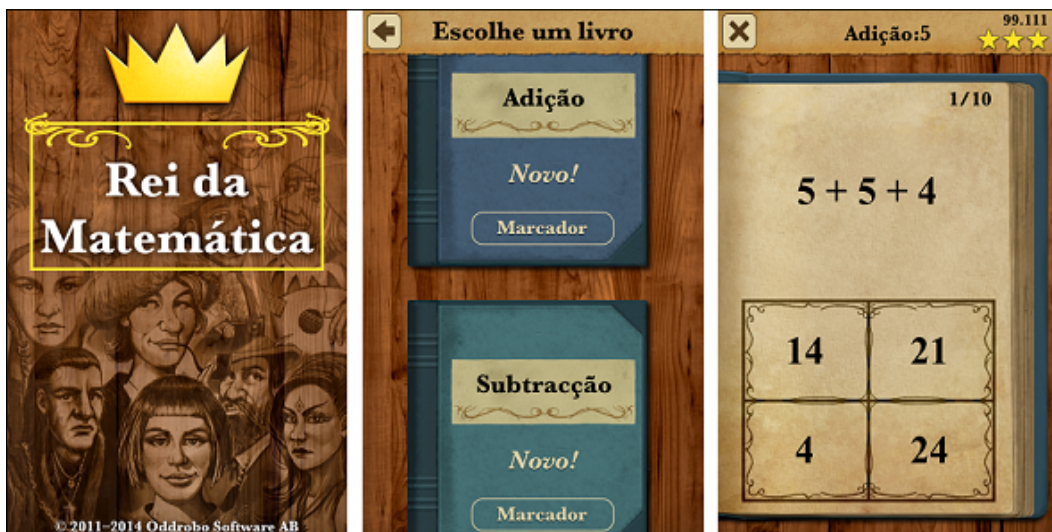 Rei da
Matemática
© 2011–2014 Oddrobo Software AB
Escolhe um livro
Adição
Novo!
Marcador
Subtracção
Novo!
Marcador
Adição:5
99.111
1/10
5 + 5 + 4
14
21
4
24